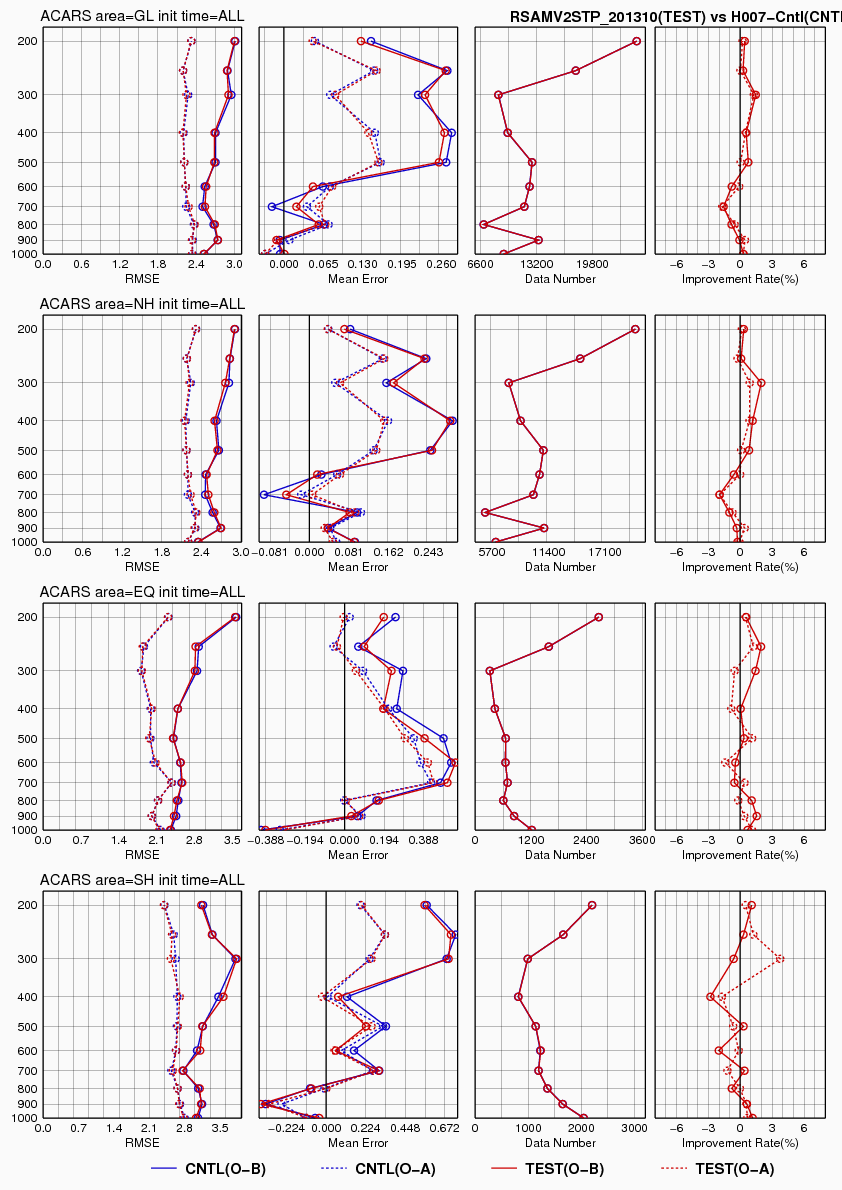 ACARS area=GL init time=ALL
RSAMV2STP_201310(TEST) vs H007−Cntl(CNTL
200
300
400
500
600
700
800
900
1000
0.0 0.6 1.2 1.8 2.4 3.0
RMSE
0.000 0.065 0.130 0.195 0.260
Mean Error
6600 13200 19800
Data Number
−6 −3 0 3 6
Improvement Rate(%)
ACARS area=NH init time=ALL
200
300
400
500
600
700
800
900
1000
0.0 0.6 1.2 1.8 2.4 3.0
RMSE
−0.081 0.000 0.081 0.162 0.243
Mean Error
5700 11400 17100
Data Number
−6 −3 0 3 6
Improvement Rate(%)
ACARS area=EQ init time=ALL
200
300
400
500
600
700
800
900
1000
0.0 0.7 1.4 2.1 2.8 3.5
RMSE
−0.388 −0.194 0.000 0.194 0.388
Mean Error
0 1200 2400 3600
Data Number
−6 −3 0 3 6
Improvement Rate(%)
ACARS area=SH init time=ALL
200
300
400
500
600
700
800
900
1000
0.0 0.7 1.4 2.1 2.8 3.5
RMSE
−0.224 0.000 0.224 0.448 0.672
Mean Error
0 1000 2000 3000
Data Number
−6 −3 0 3 6
Improvement Rate(%)
CNTL(O−B) CNTL(O−A) TEST(O−B) TEST(O−A)